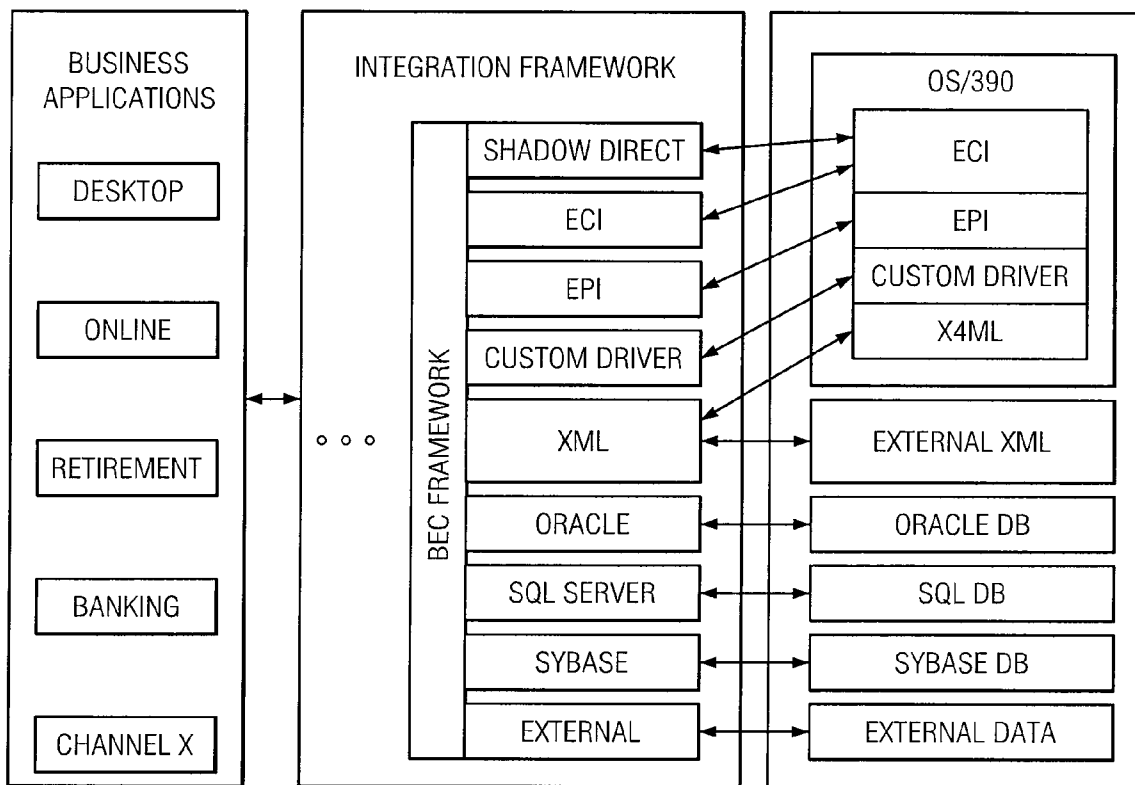 BUSINESS
APPLICATIONS
DESKTOP
ONLINE
RETIREMENT
BANKING
CHANNEL X
INTEGRATION FRAMEWORK
BEC FRAMEWORK
SHADOW DIRECT
ECI
EPI
CUSTOM DRIVER
XML
ORACLE
SQL SERVER
SYBASE
EXTERNAL
OS/390
ECI
EPI
CUSTOM DRIVER
X4ML
EXTERNAL XML
ORACLE DB
SQL DB
SYBASE DB
EXTERNAL DATA